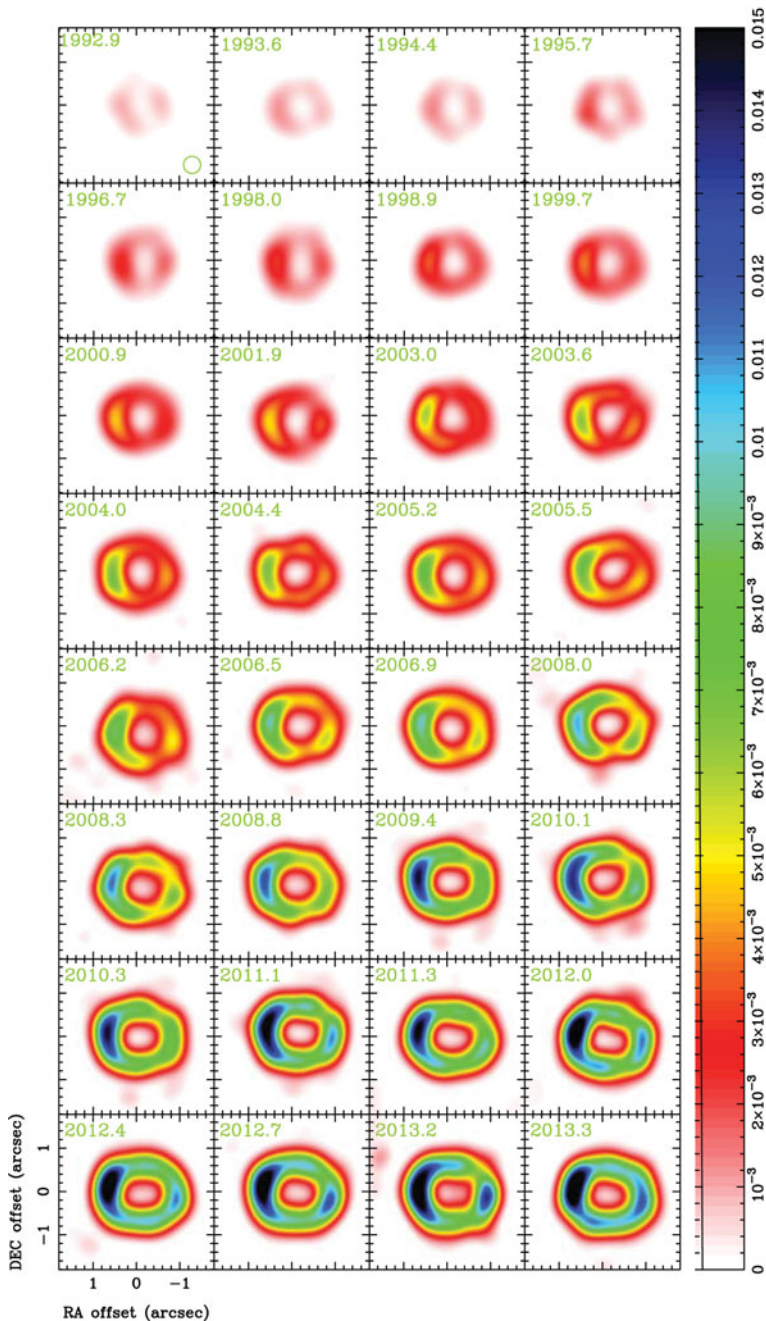 1992.9 1993.6 1994.4 1995.7
1996.7 1998.0 1998.9 1999.7
2000.9 2001.9 2003.0 2003.6
2004.0 2004.4 2005.2 2005.5
2006.2 2006.5 2006.9 2008.0
2008.3 2008.8 2009.4 2010.1
2010.3 2011.1 2011.3 2012.0
2012.4 2012.7 2013.2 2013.3
DEC offset (arcsec)
1
0
−1
1 0 −1
RA offset (arcsec)
0.015
0.014
0.013
0.012
0.011
0.01
9×10⁻³
8×10⁻³
7×10⁻³
6×10⁻³
5×10⁻³
4×10⁻³
3×10⁻³
2×10⁻³
10⁻³
0